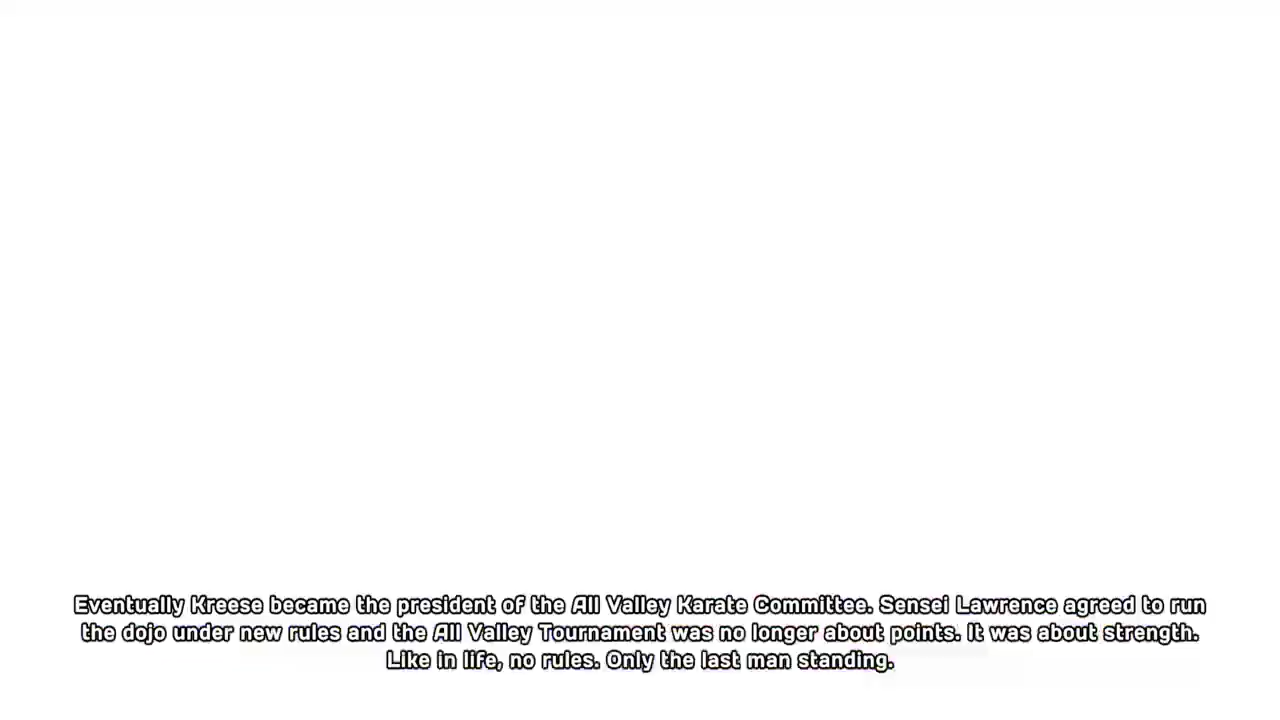 Eventually Kreese became the president of the All Valley Karate Committee. Sensei Lawrence agreed to run
the dojo under new rules and the All Valley Tournament was no longer about points. It was about strength.
Like in life, no rules. Only the last man standing.